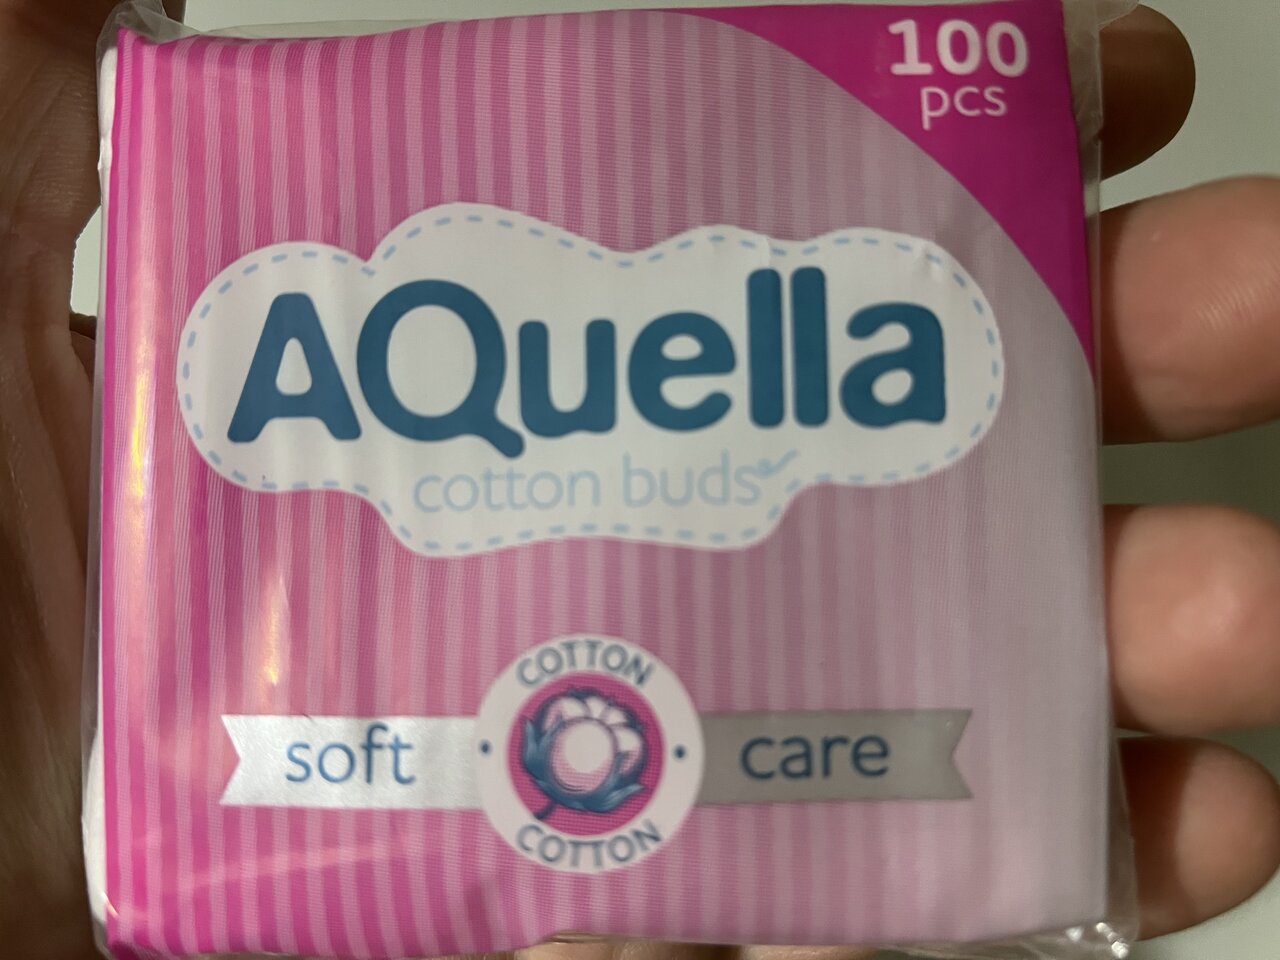 100
pcs
AQuella
cotton buds
COTTON
soft care
COTTON